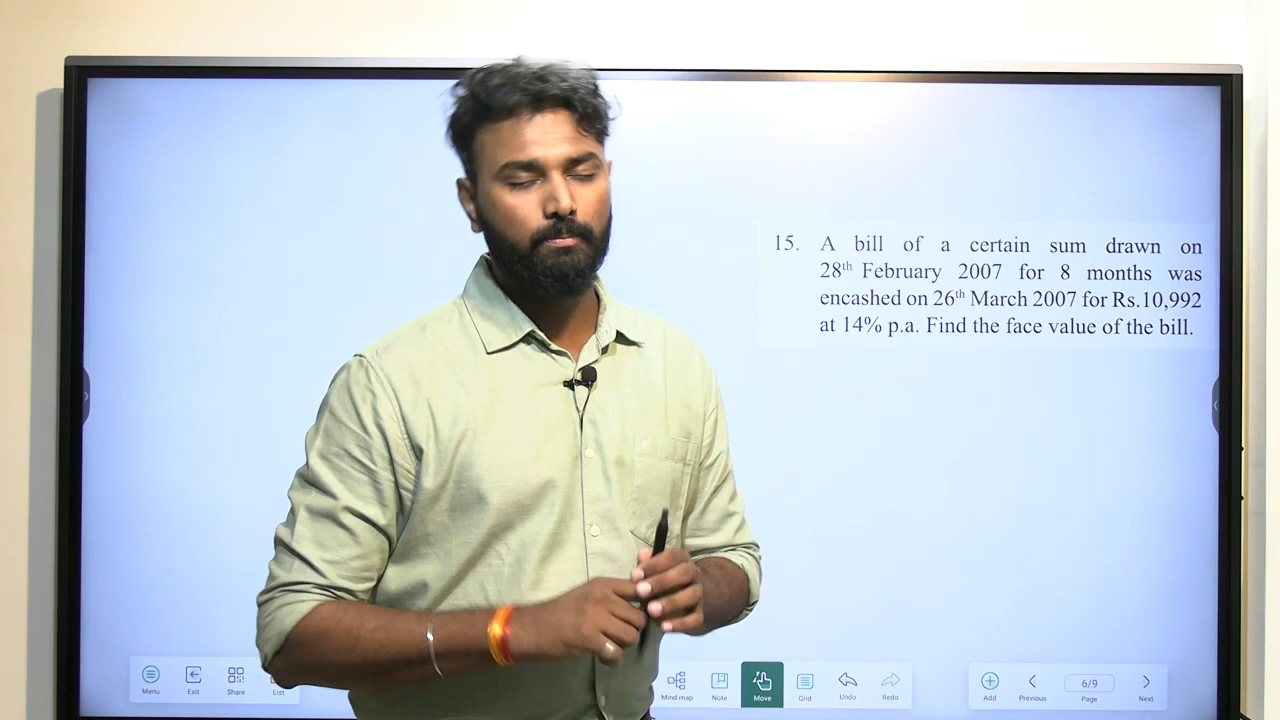 15. A bill of a certain sum drawn on
28th February 2007 for 8 months was
encashed on 26th March 2007 for Rs.10,992
at 14% p.a. Find the face value of the bill.
Menu Exit Share List Mind map Note Move Grid Undo Redo Add Previous 6/9 Page Next